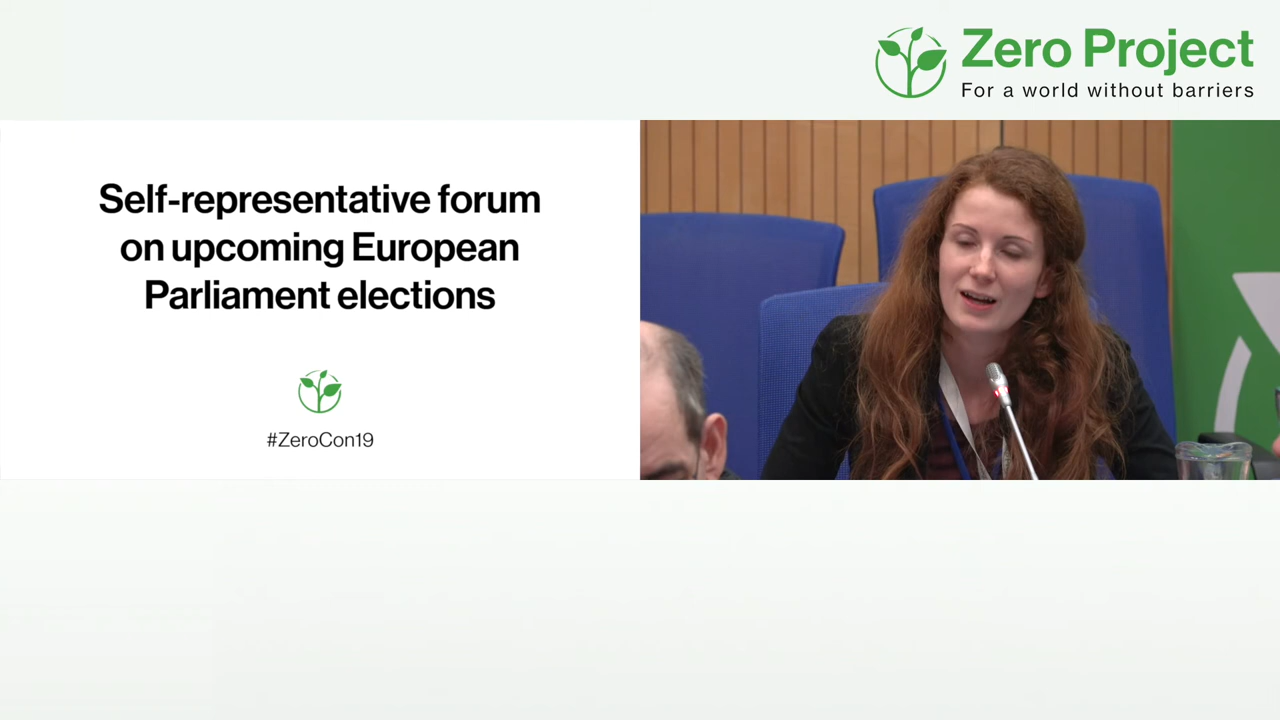 Zero Project
For a world without barriers
Self-representative forum
on upcoming European
Parliament elections
#ZeroCon19